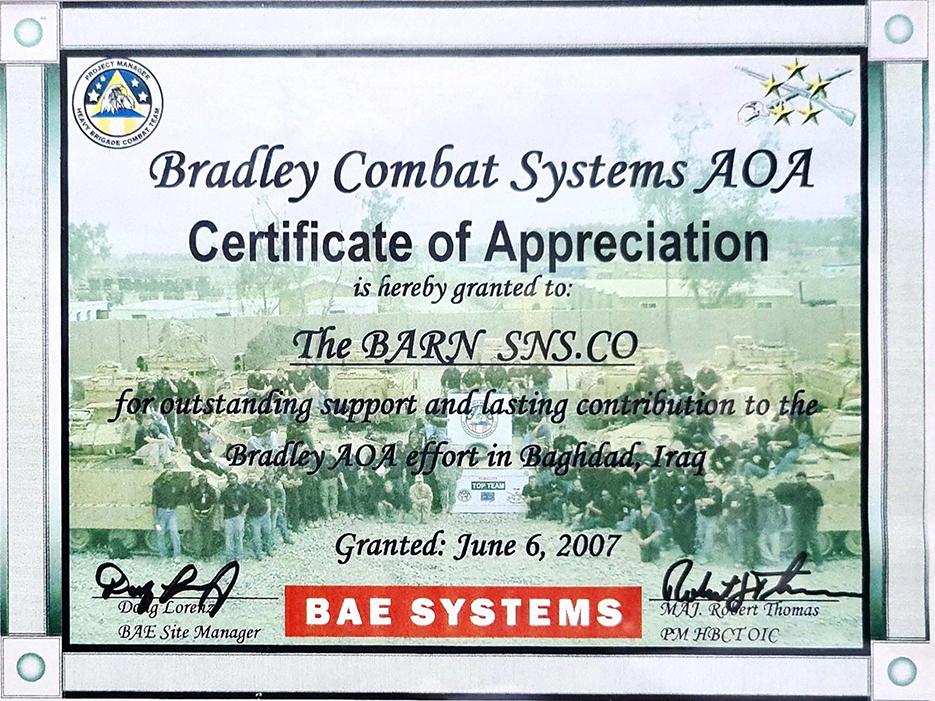 PROJECT MANAGER
HEAVY BRIGADE COMBAT TEAM
Bradley Combat Systems AOA
Certificate of Appreciation
is hereby granted to:
The BARN SNS.CO
for outstanding support and lasting contribution to the
Bradley AOA effort in Baghdad, Iraq
TOP TEAM
Granted: June 6, 2007
Doug Lorenz
BAE Site Manager
BAE SYSTEMS
MAJ. Robert Thomas
PM HBCT OIC